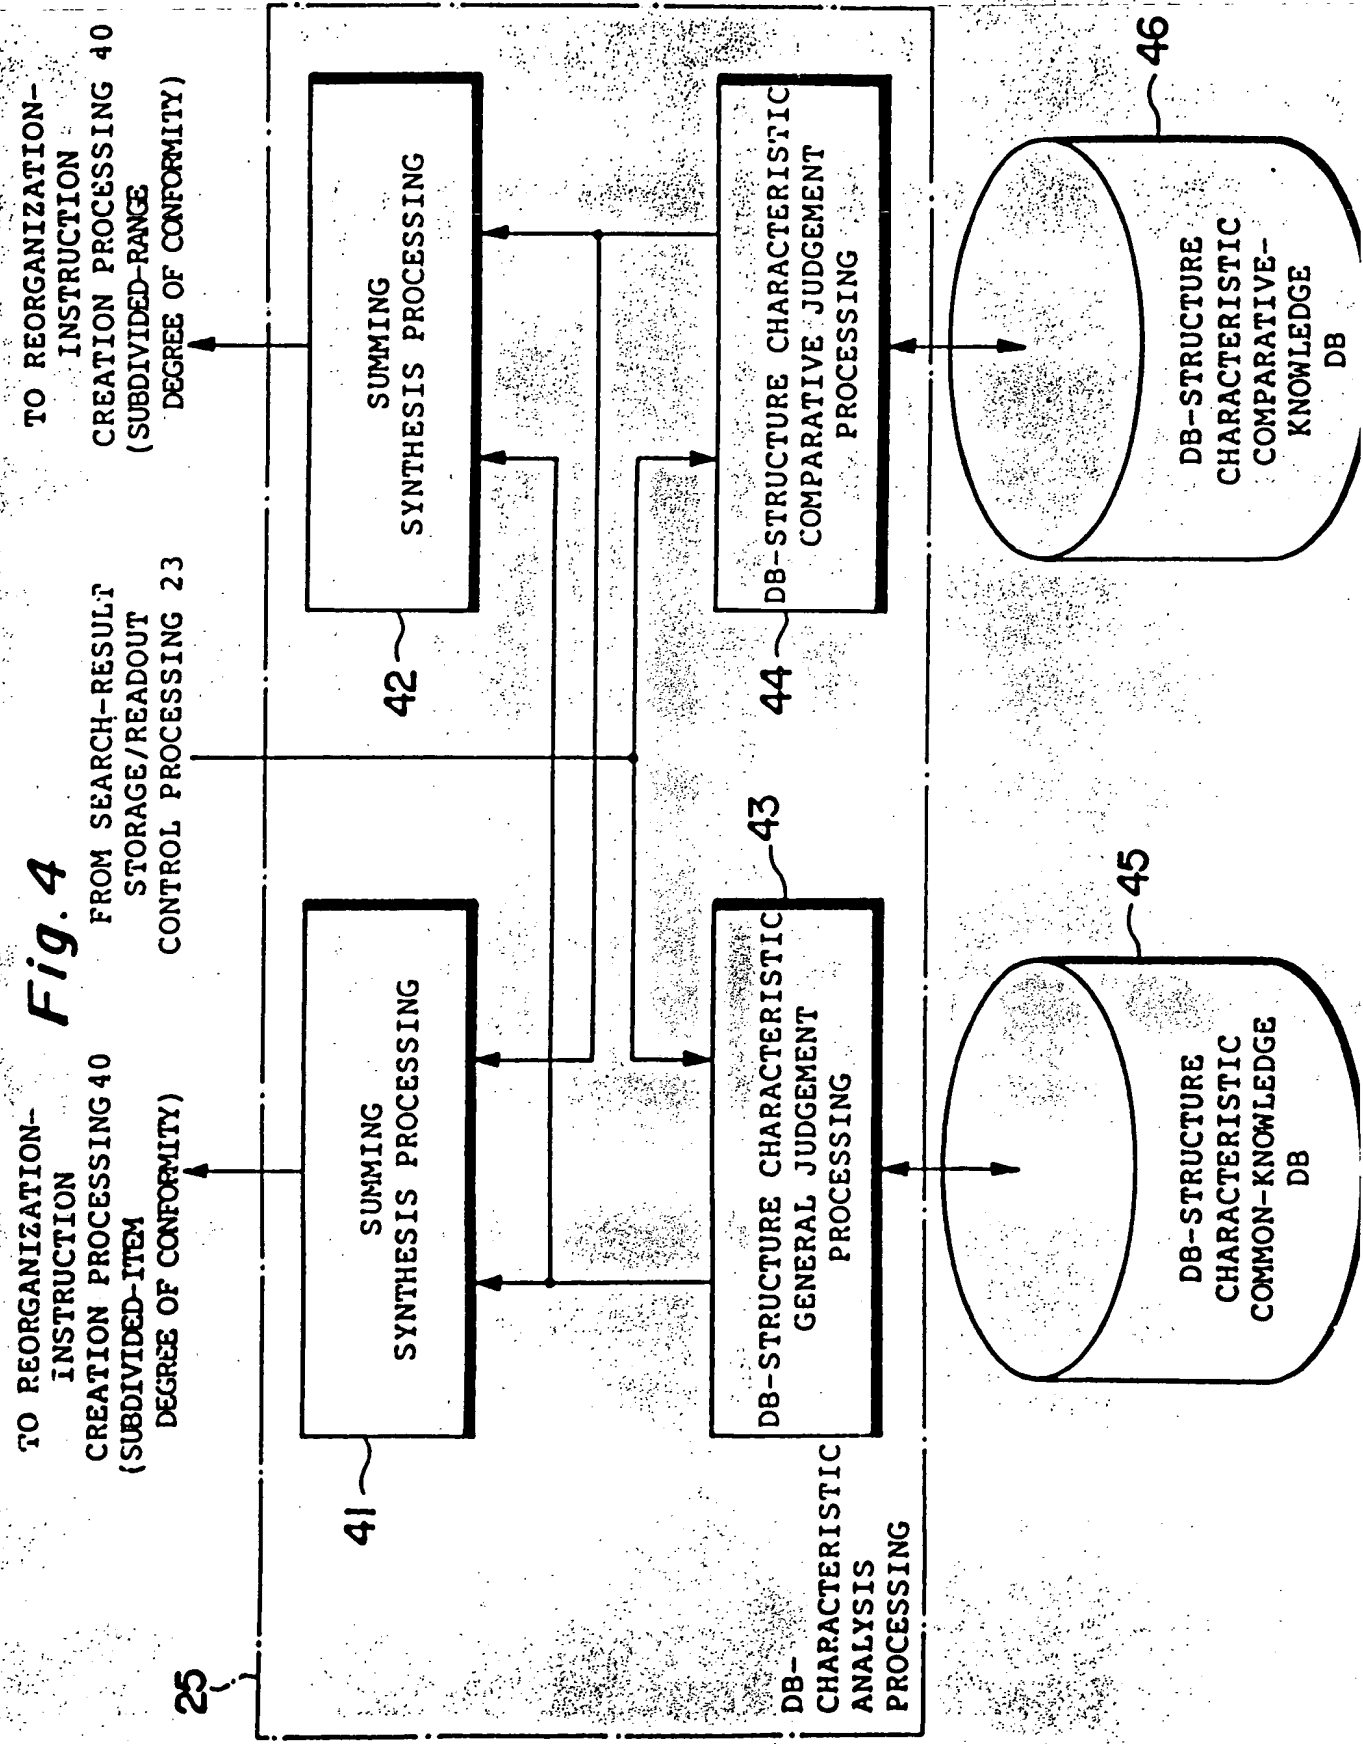 Fig. 4
TO REORGANIZATION-
INSTRUCTION
CREATION PROCESSING 40
(SUBDIVIDED-ITEM
DEGREE OF CONFORMITY)
FROM SEARCH-RESULT
STORAGE/READOUT
CONTROL PROCESSING 23
TO REORGANIZATION-
INSTRUCTION
CREATION PROCESSING 40
(SUBDIVIDED-RANGE
DEGREE OF CONFORMITY)
25
41
SUMMING
SYNTHESIS PROCESSING
42
SUMMING
SYNTHESIS PROCESSING
43
DB-STRUCTURE CHARACTERISTIC
GENERAL JUDGEMENT
PROCESSING
44
DB-STRUCTURE CHARACTERISTIC
COMPARATIVE JUDGEMENT
PROCESSING
DB-
CHARACTERISTIC
ANALYSIS
PROCESSING
45
DB-STRUCTURE
CHARACTERISTIC
COMMON-KNOWLEDGE
DB
46
DB-STRUCTURE
CHARACTERISTIC
COMPARATIVE-
KNOWLEDGE
DB